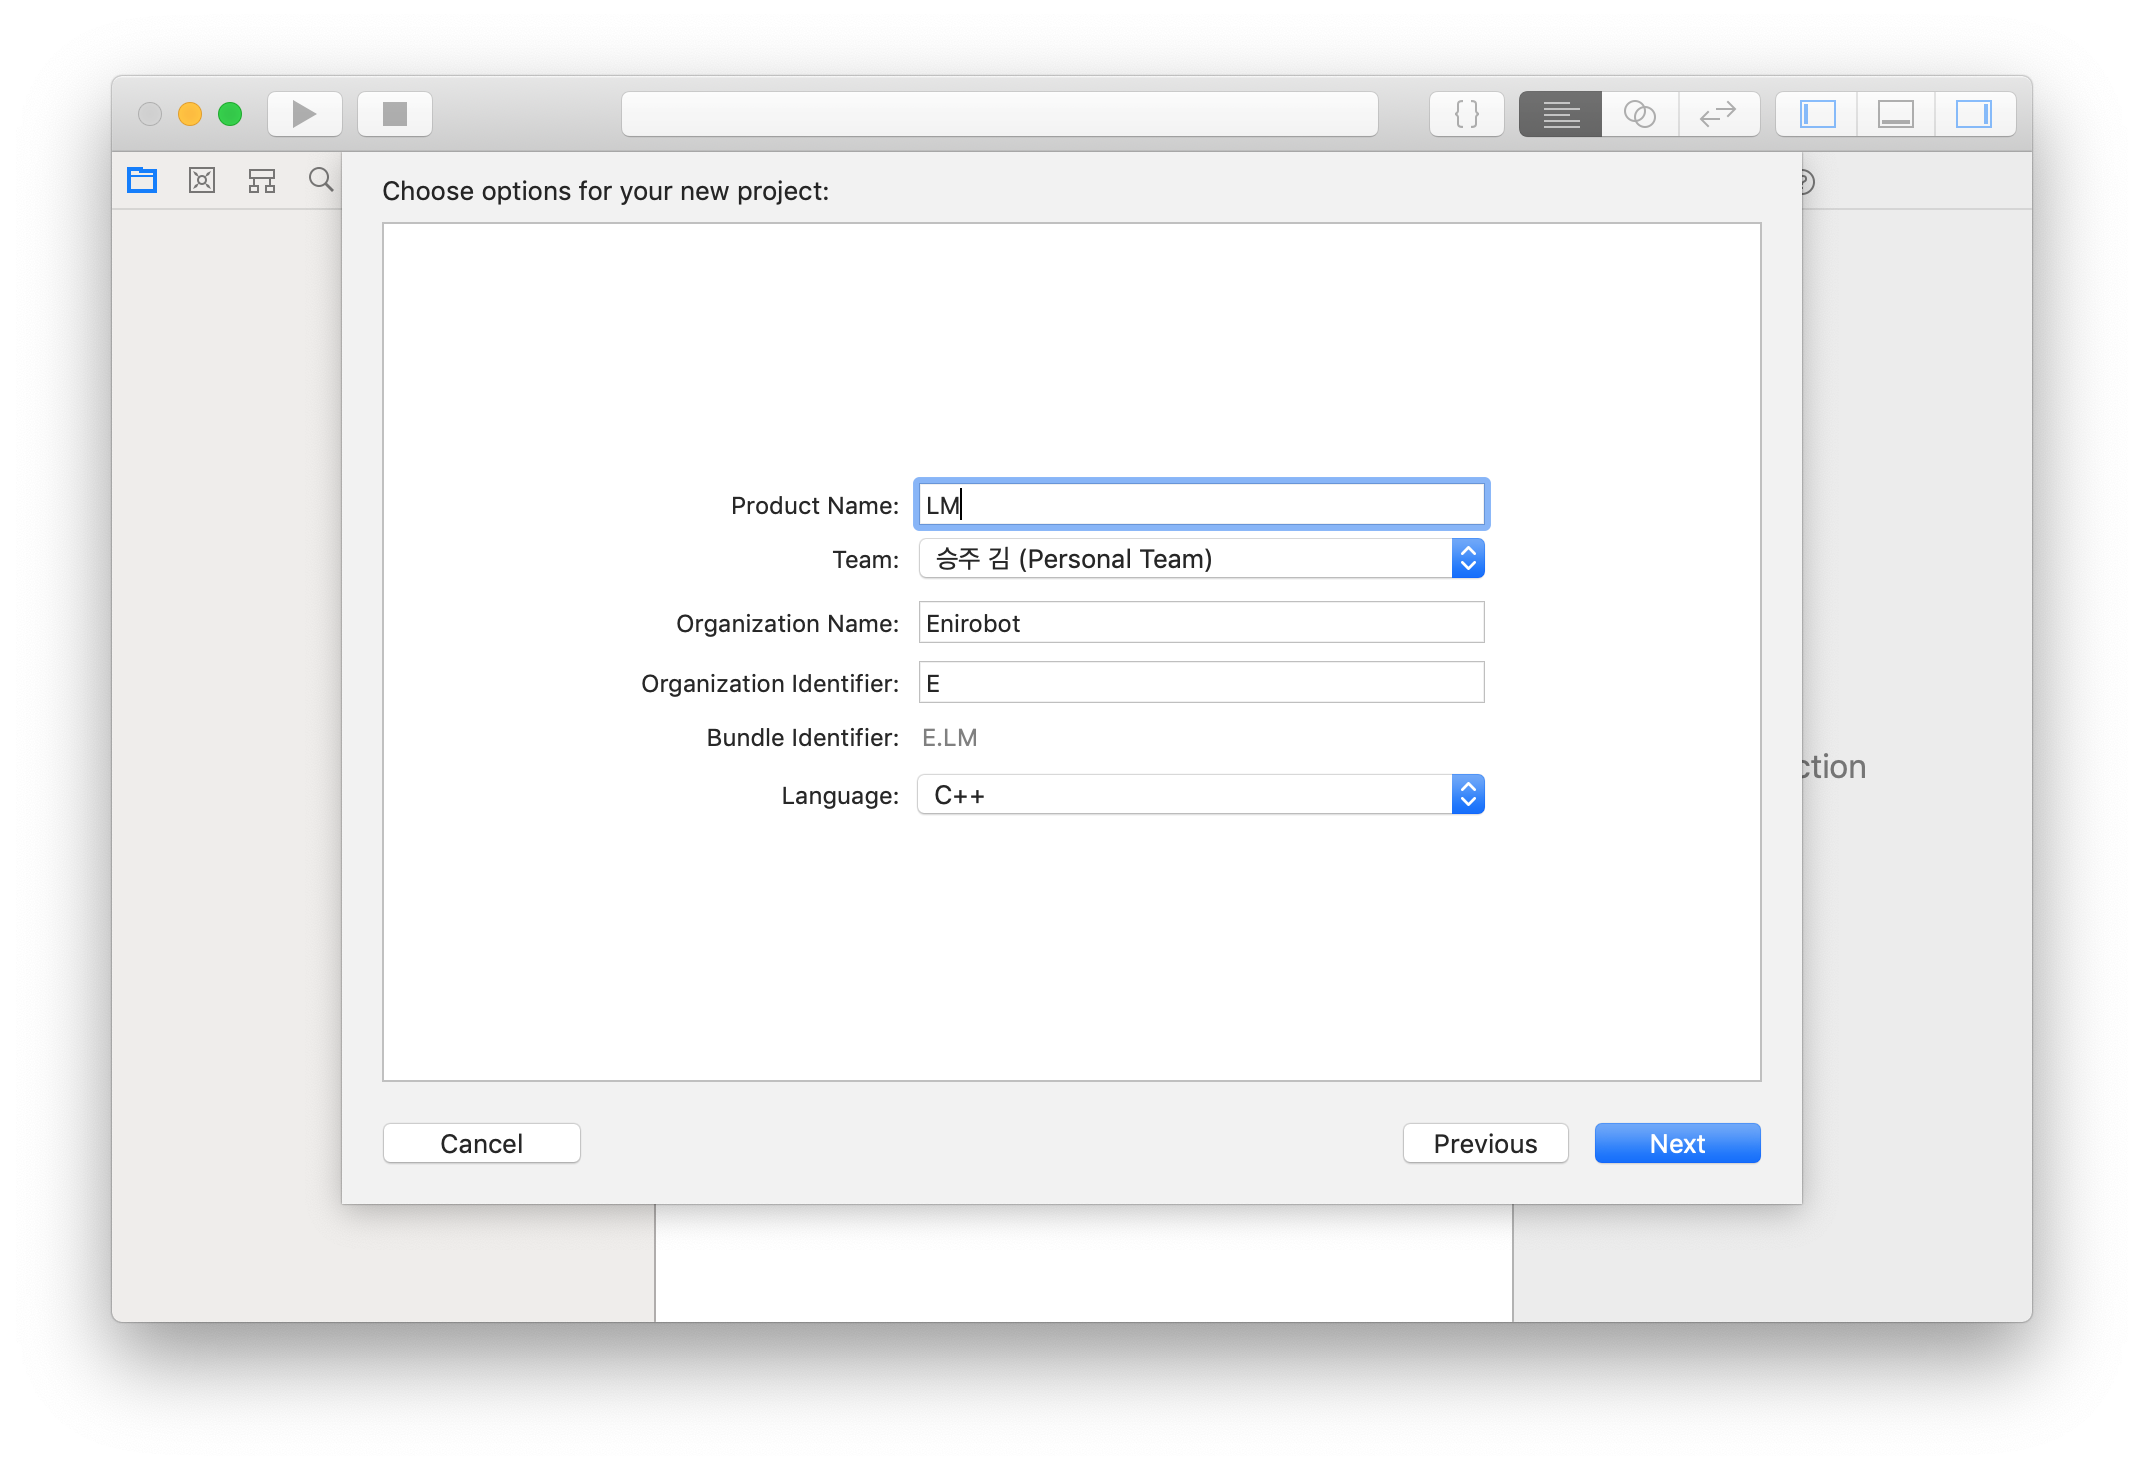 Choose options for your new project:
Product Name: LM
Team: 승주 김 (Personal Team)
Organization Name: Enirobot
Organization Identifier: E
Bundle Identifier: E.LM
Language: C++
ction
Cancel
Previous
Next